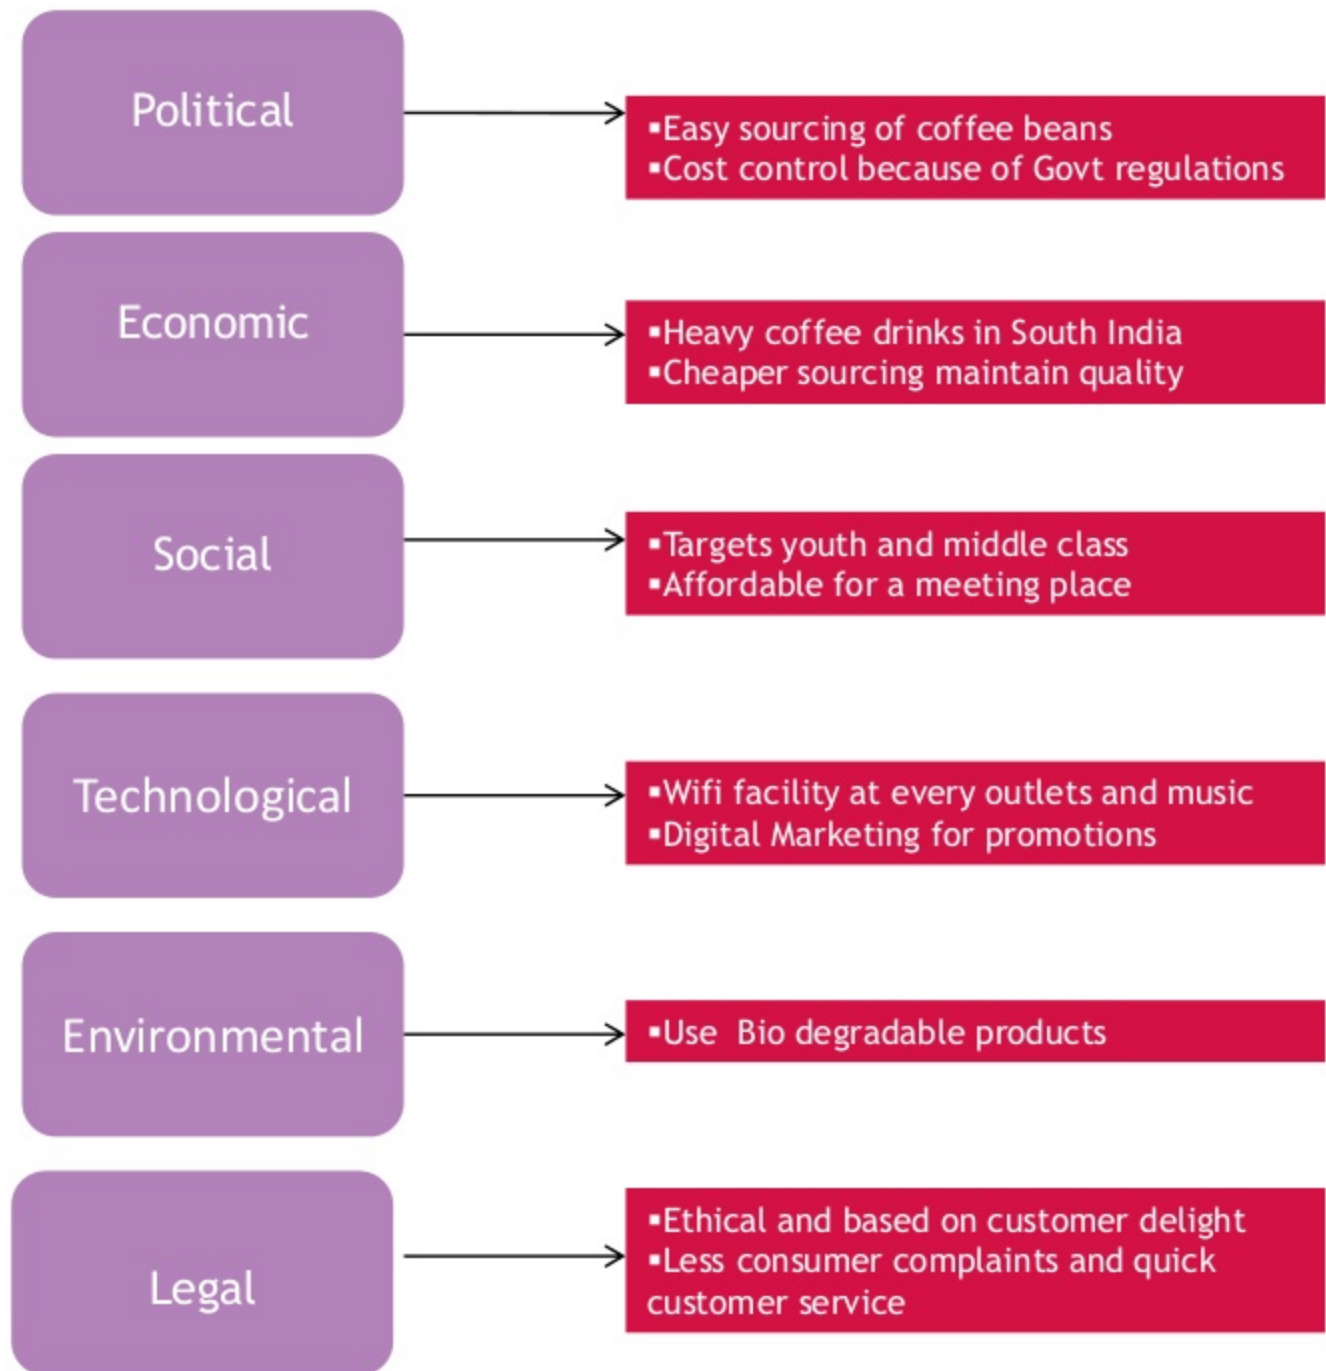 Political
▪Easy sourcing of coffee beans
▪Cost control because of Govt regulations
Economic
▪Heavy coffee drinks in South India
▪Cheaper sourcing maintain quality
Social
▪Targets youth and middle class
▪Affordable for a meeting place
Technological
▪Wifi facility at every outlets and music
▪Digital Marketing for promotions
Environmental
▪Use  Bio degradable products
Legal
▪Ethical and based on customer delight
▪Less consumer complaints and quick
customer service